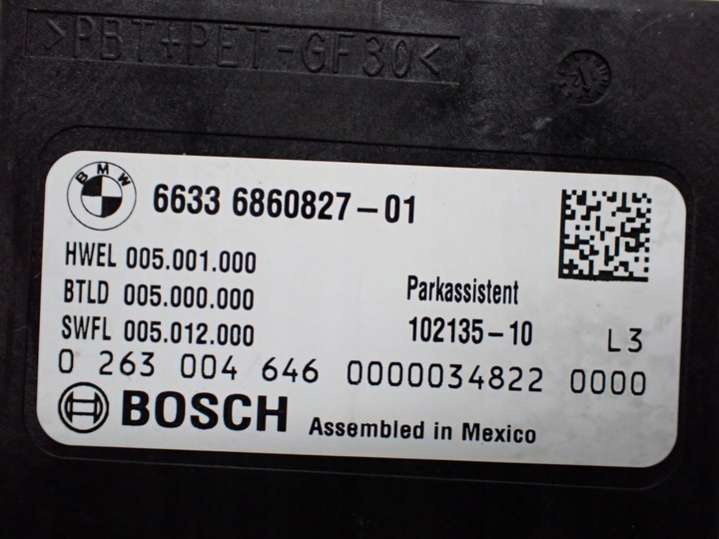 >PBT+PET-GF30<
BMW
6633 6860827-01
HWEL 005.001.000
BTLD 005.000.000
Parkassistent
SWFL 005.012.000
102135-10
L3
0 263 004 646 0000034822 0000
BOSCH
Assembled in Mexico